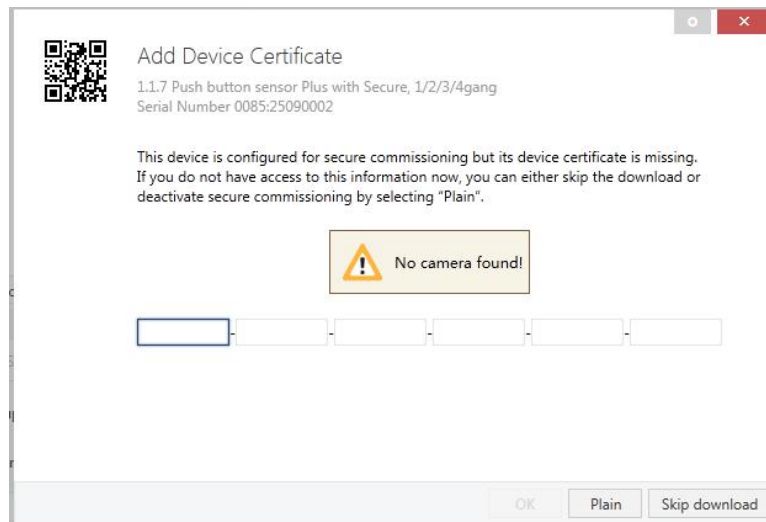 Add Device Certificate
1.1.7 Push button sensor Plus with Secure, 1/2/3/4gang
Serial Number 0085:25090002
This device is configured for secure commissioning but its device certificate is missing.
If you do not have access to this information now, you can either skip the download or
deactivate secure commissioning by selecting "Plain".
No camera found!
- - - - -
OK Plain Skip download